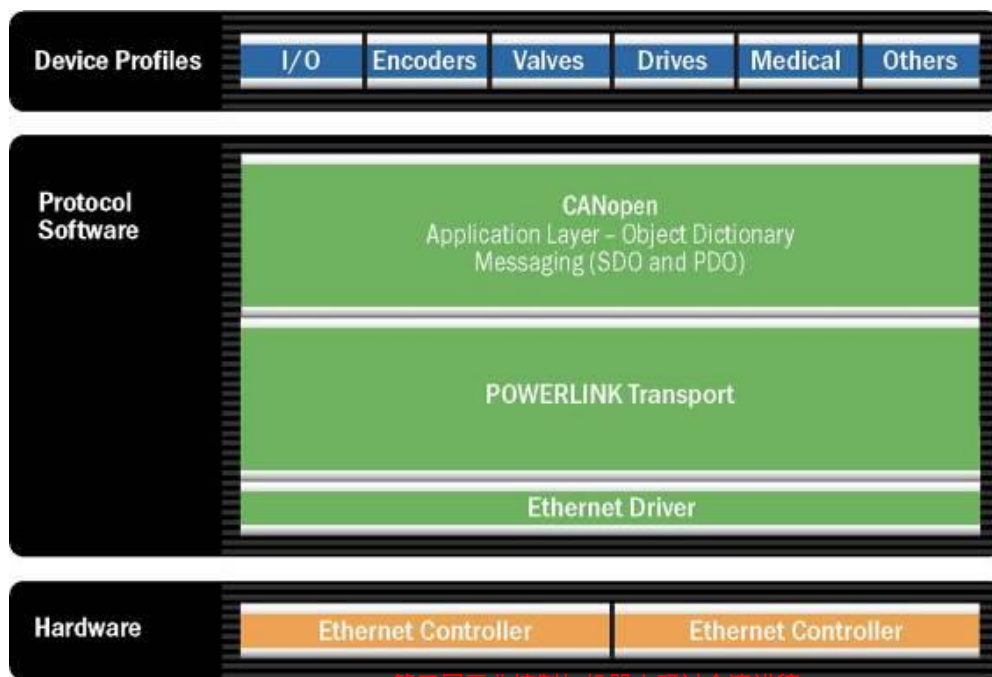 Device Profiles
I/O Encoders Valves Drives Medical Others
Protocol
Software
CANopen
Application Layer – Object Dictionary
Messaging (SDO and PDO)
POWERLINK Transport
Ethernet Driver
Hardware
Ethernet Controller Ethernet Controller